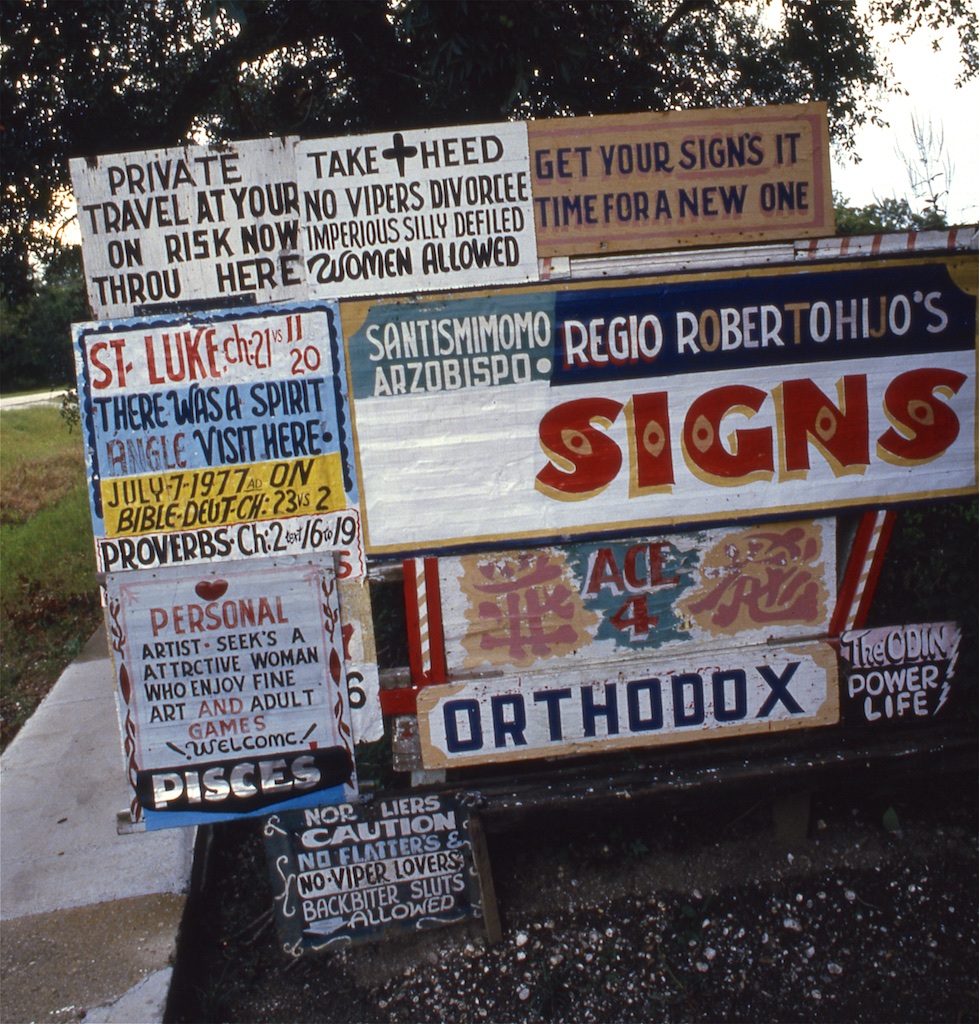 PRIVATE
TRAVEL AT YOUR
ON RISK NOW
THROU HERE
TAKE HEED
NO VIPERS DIVORCEE
IMPERIOUS SILLY DEFILED
WOMEN ALLOWED
GET YOUR SIGN'S IT
TIME FOR A NEW ONE
ST. LUKE. ch:21 vs 11
20
THERE WAS A SPIRIT
ANGLE VISIT HERE.
JULY-7-1977 AD ON
BIBLE-DEUT-CH: 23 vs 2
PROVERBS. Ch:2 text 16 to 19
SANTISMIMOMO
ARZOBISPO.
REGIO ROBERTOHIJO'S
SIGNS
ACE
4
ORTHODOX
The ODIN
POWER
LIFE
PERSONAL
ARTIST. SEEK'S A
ATTRCTIVE WOMAN
WHO ENJOY FINE
ART AND ADULT
GAMES
WELCOME!
PISCES
S
6
NOR LIERS
CAUTION
NO FLATTER'S &
NO. VIPER LOVERS
BACKBITER SLUTS
ALLOWED